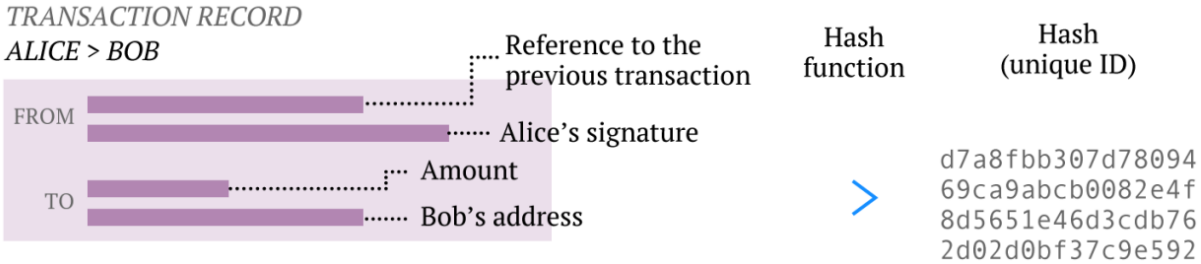 TRANSACTION RECORD
ALICE > BOB
FROM
Reference to the
previous transaction
Alice’s signature
TO
Amount
Bob’s address
Hash
function
>
Hash
(unique ID)
d7a8fbb307d78094
69ca9abcb0082e4f
8d5651e46d3cdb76
2d02d0bf37c9e592